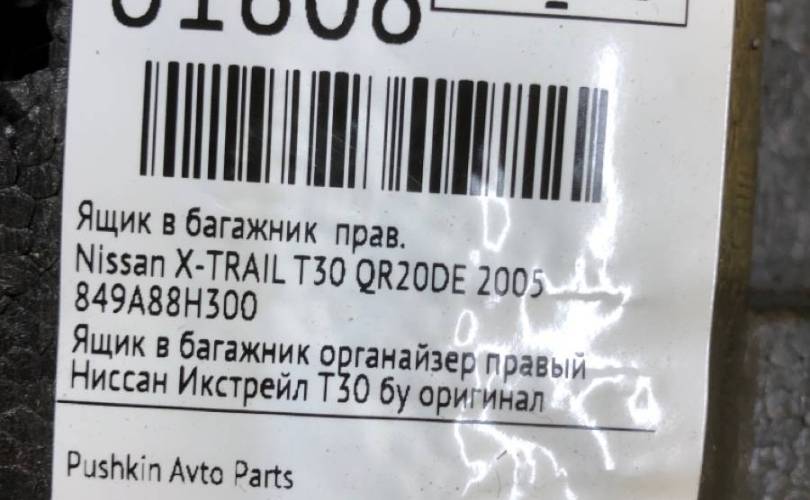 01808
Ящик в багажник прав.
Nissan X-TRAIL T30 QR20DE 2005
849A88H300
Ящик в багажник органайзер правый
Ниссан Икстрейл Т30 бу оригинал
Pushkin Avto Parts